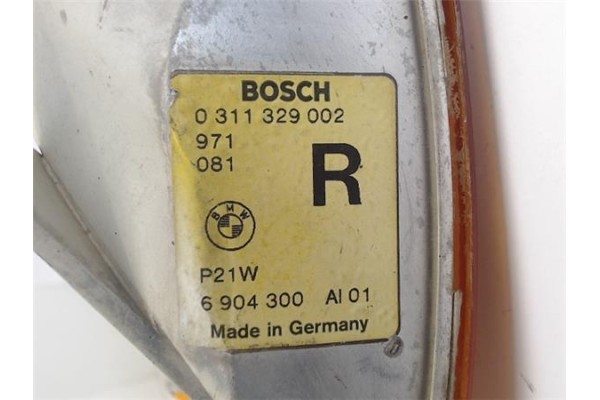 BOSCH
0 311 329 002
971
081
R
BMW
P21W
6 904 300 AI 01
Made in Germany